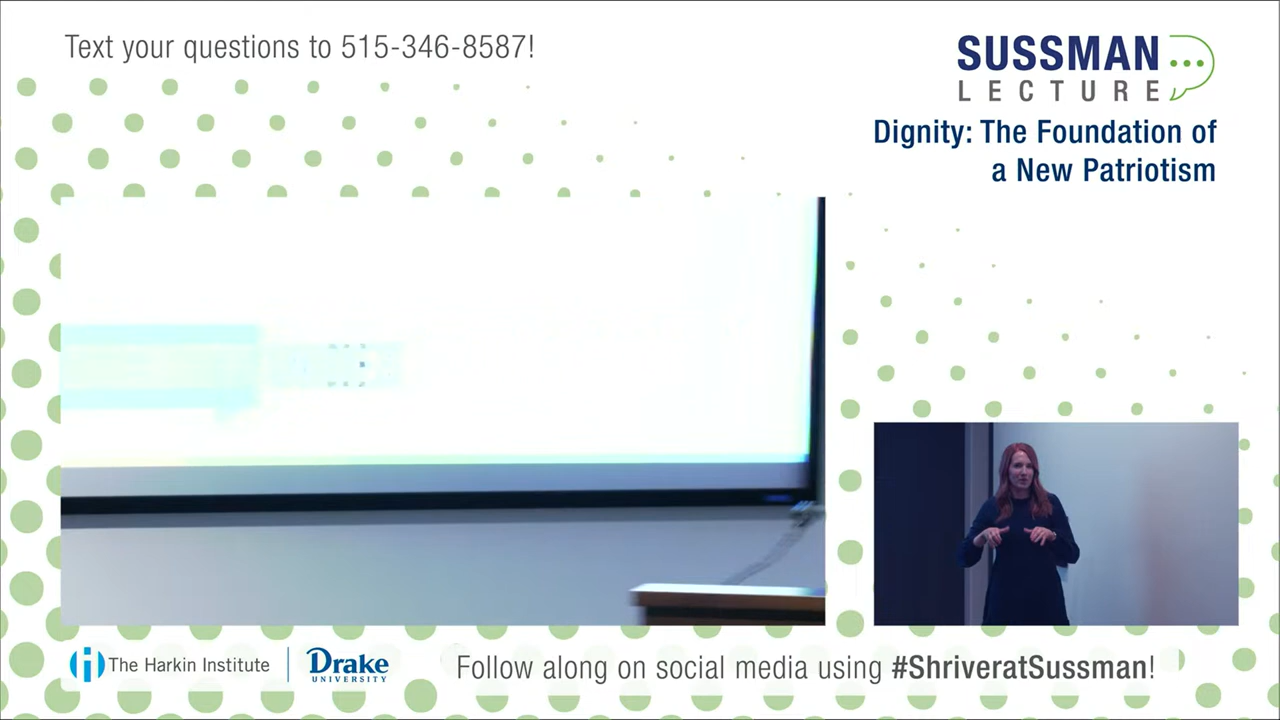 Text your questions to 515-346-8587!
SUSSMAN
LECTURE
Dignity: The Foundation of
a New Patriotism
The Harkin Institute
Drake
UNIVERSITY
Follow along on social media using #ShriveratSussman!